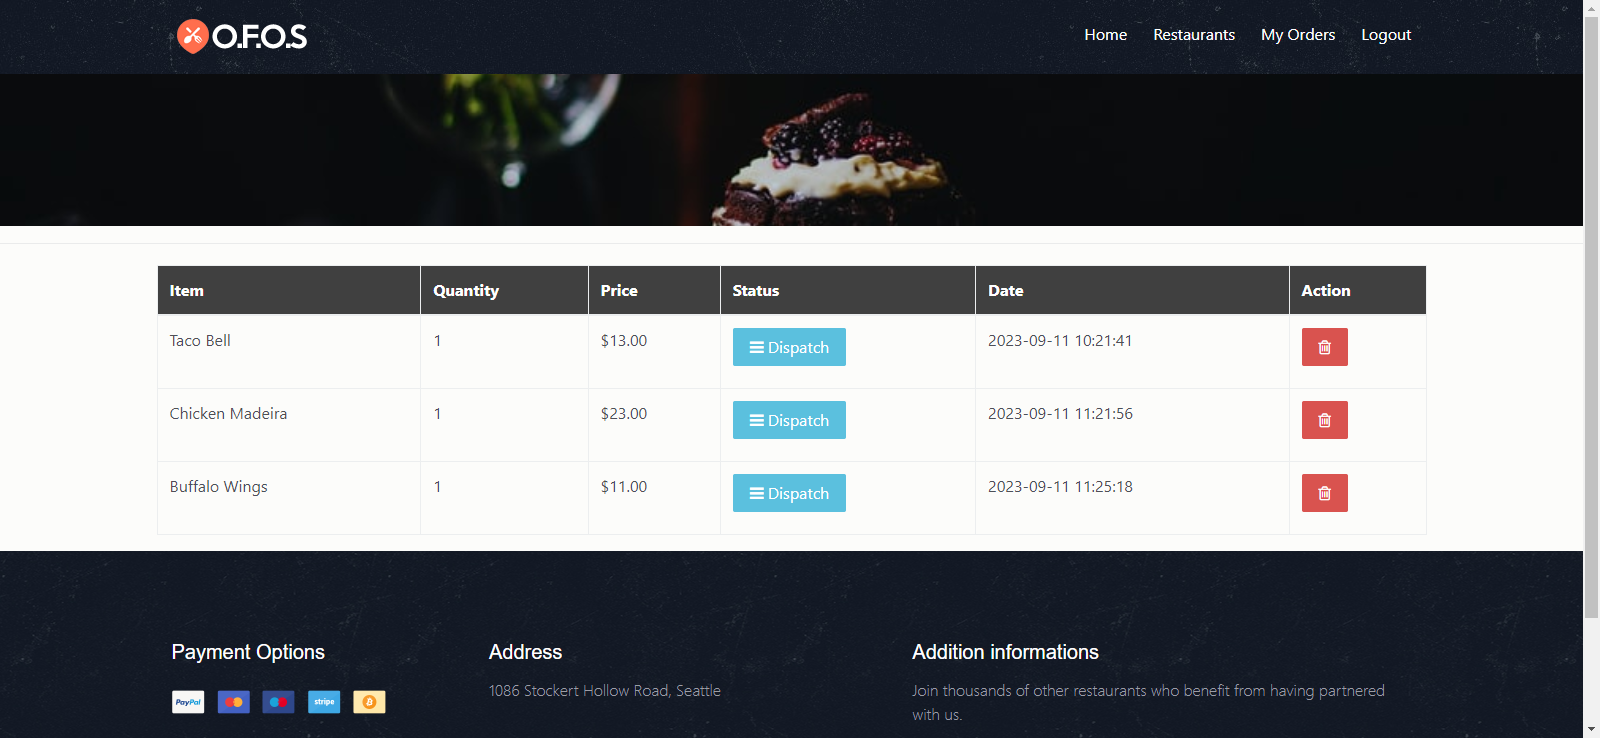 O.F.O.S
Home Restaurants My Orders Logout
Item Quantity Price Status Date Action
Taco Bell 1 $13.00 Dispatch 2023-09-11 10:21:41
Chicken Madeira 1 $23.00 Dispatch 2023-09-11 11:21:56
Buffalo Wings 1 $11.00 Dispatch 2023-09-11 11:25:18
Payment Options
PayPal stripe
Address
1086 Stockert Hollow Road, Seattle
Addition informations
Join thousands of other restaurants who benefit from having partnered
with us.